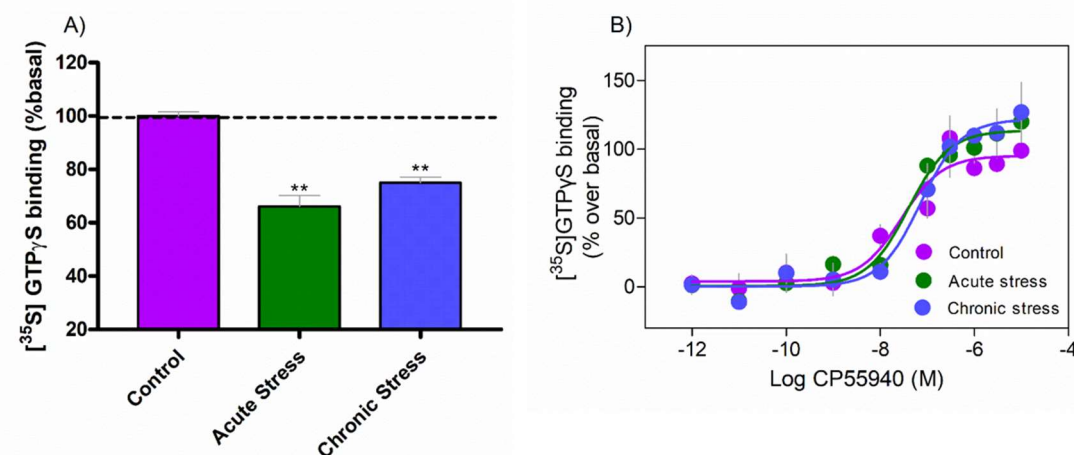 A)
[³⁵S] GTPγS binding (%basal)
120
100
80
60
40
20
**
**
Control
Acute Stress
Chronic Stress
B)
[³⁵S]GTPγS binding
(% over basal)
150
100
50
0
Control
Acute stress
Chronic stress
-12
-10
-8
-6
-4
Log CP55940 (M)